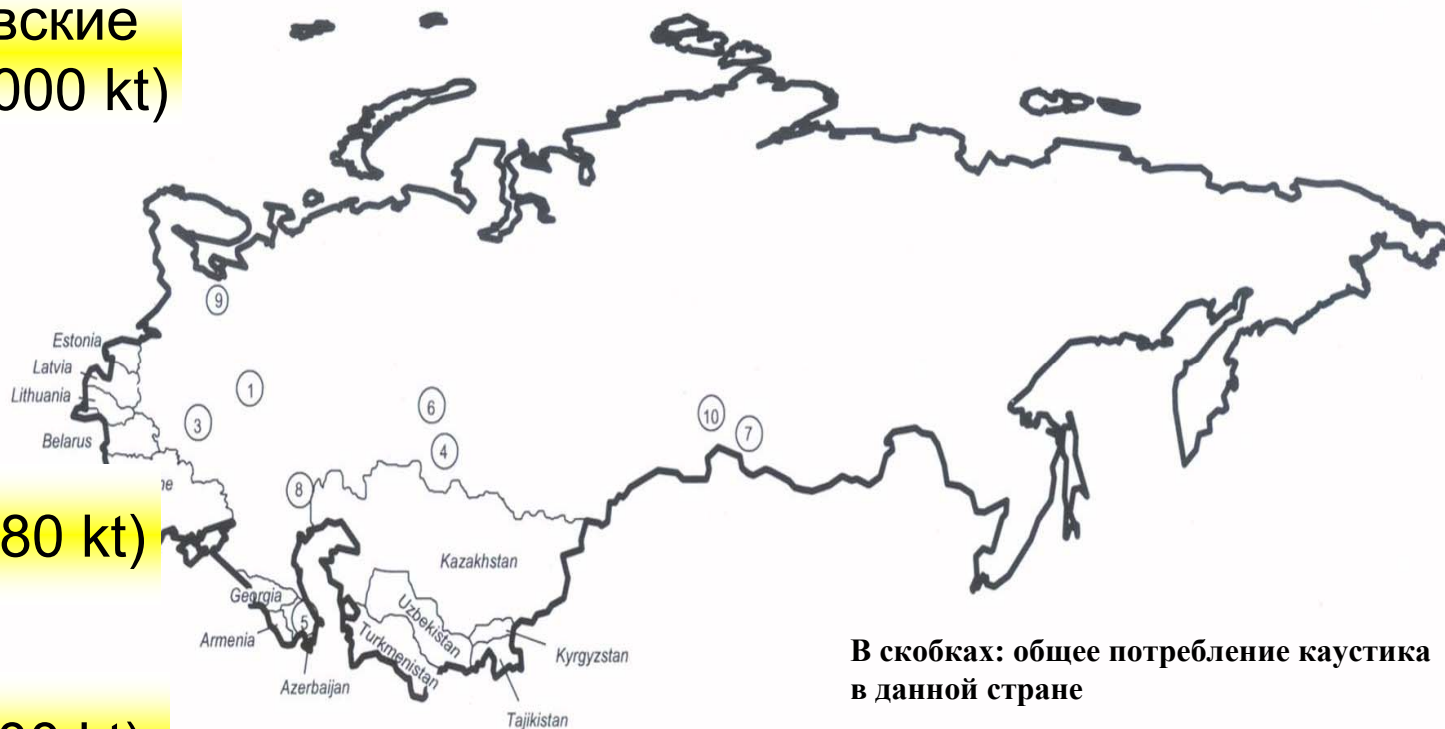 вские
000 kt)
9
Estonia
Latvia
Lithuania
1
6
10
7
3
Belarus
4
ne
8
80 kt)
Kazakhstan
Georgia
Uzbekistan
5
Armenia
Turkmenistan
Kyrgyzstan
Azerbaijan
Tajikistan
В скобках: общее потребление каустика
в данной стране